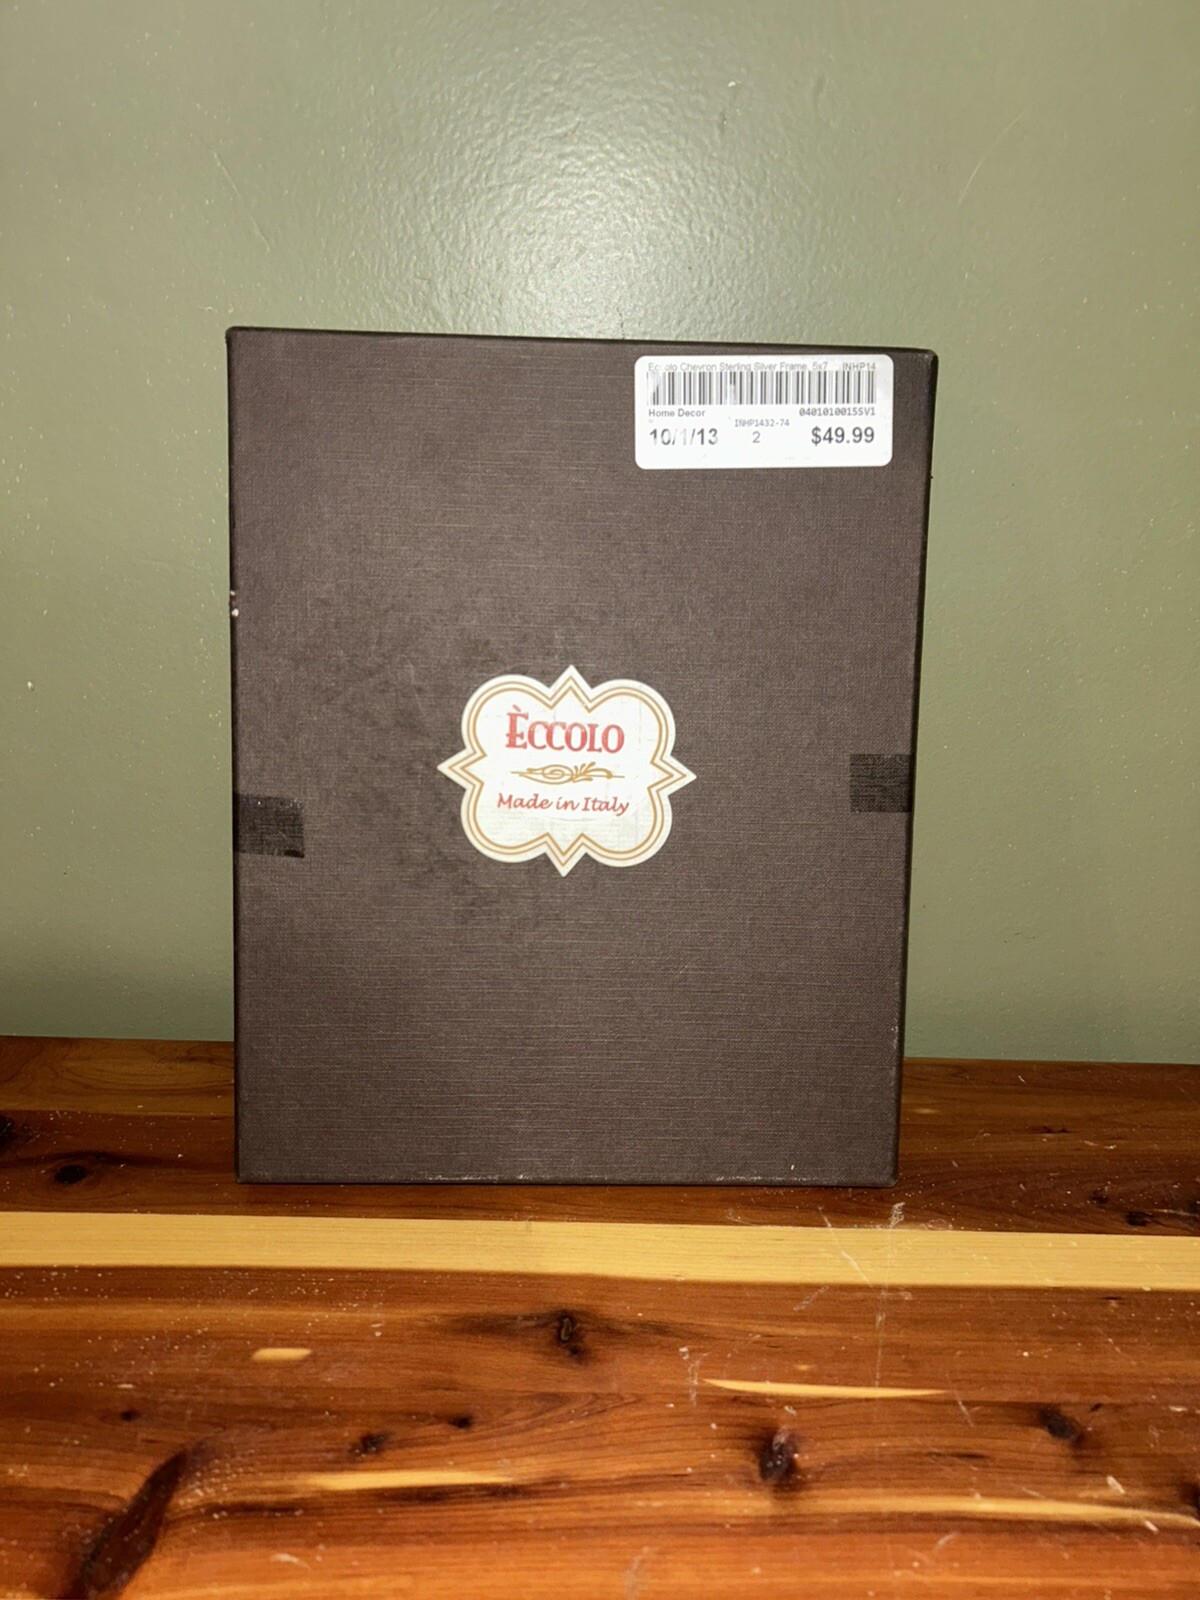 Eccolo Chevron Sterling Silver Frame, 5x7 INHP14
Home Decor 0401010015SV1
INHP1432-74
10/1/13 2 $49.99
ÈCCOLO
Made in Italy